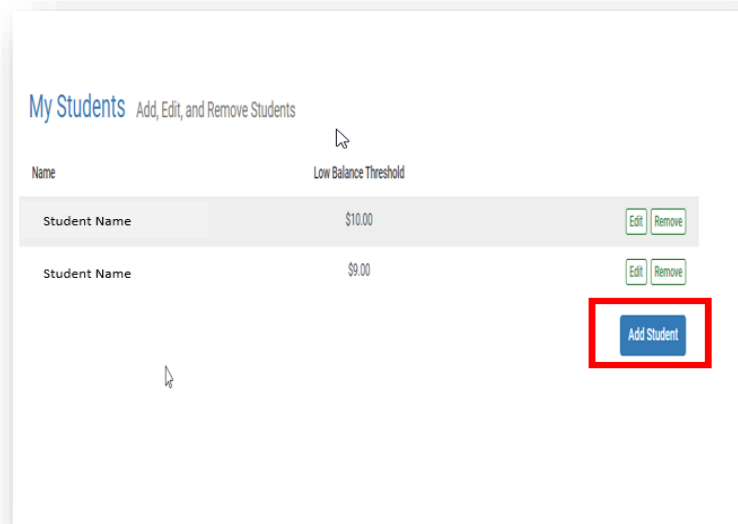 My Students Add, Edit, and Remove Students
Name Low Balance Threshold
Student Name $10.00 Edit Remove
Student Name $9.00 Edit Remove
Add Student